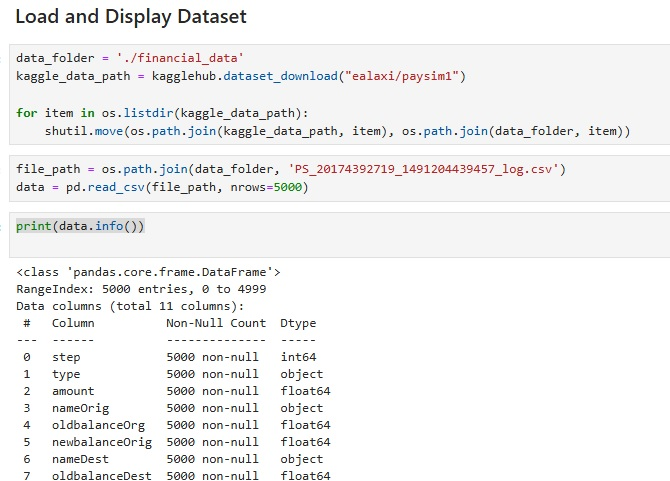 Load and Display Dataset
data_folder = './financial_data'
kaggle_data_path = kagglehub.dataset_download("ealaxi/paysim1")
for item in os.listdir(kaggle_data_path):
    shutil.move(os.path.join(kaggle_data_path, item), os.path.join(data_folder, item))
file_path = os.path.join(data_folder, 'PS_20174392719_1491204439457_log.csv')
data = pd.read_csv(file_path, nrows=5000)
print(data.info())
<class 'pandas.core.frame.DataFrame'>
RangeIndex: 5000 entries, 0 to 4999
Data columns (total 11 columns):
 #   Column          Non-Null Count  Dtype
---  ------          --------------  -----
 0   step            5000 non-null   int64
 1   type            5000 non-null   object
 2   amount          5000 non-null   float64
 3   nameOrig        5000 non-null   object
 4   oldbalanceOrg   5000 non-null   float64
 5   newbalanceOrig  5000 non-null   float64
 6   nameDest        5000 non-null   object
 7   oldbalanceDest  5000 non-null   float64